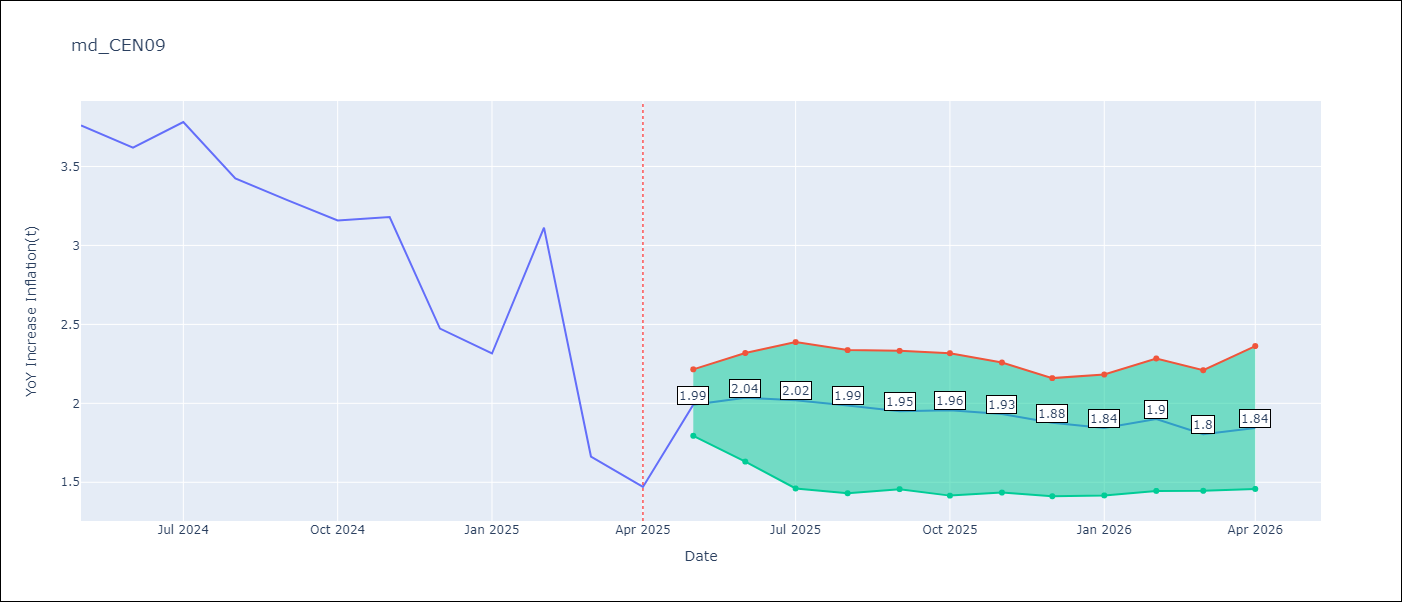 md_CEN09
YoY Increase Inflation(t)
3.5
3
2.5
2
1.5
1.99
2.04
2.02
1.99
1.95
1.96
1.93
1.88
1.84
1.9
1.8
1.84
Jul 2024
Oct 2024
Jan 2025
Apr 2025
Jul 2025
Oct 2025
Jan 2026
Apr 2026
Date